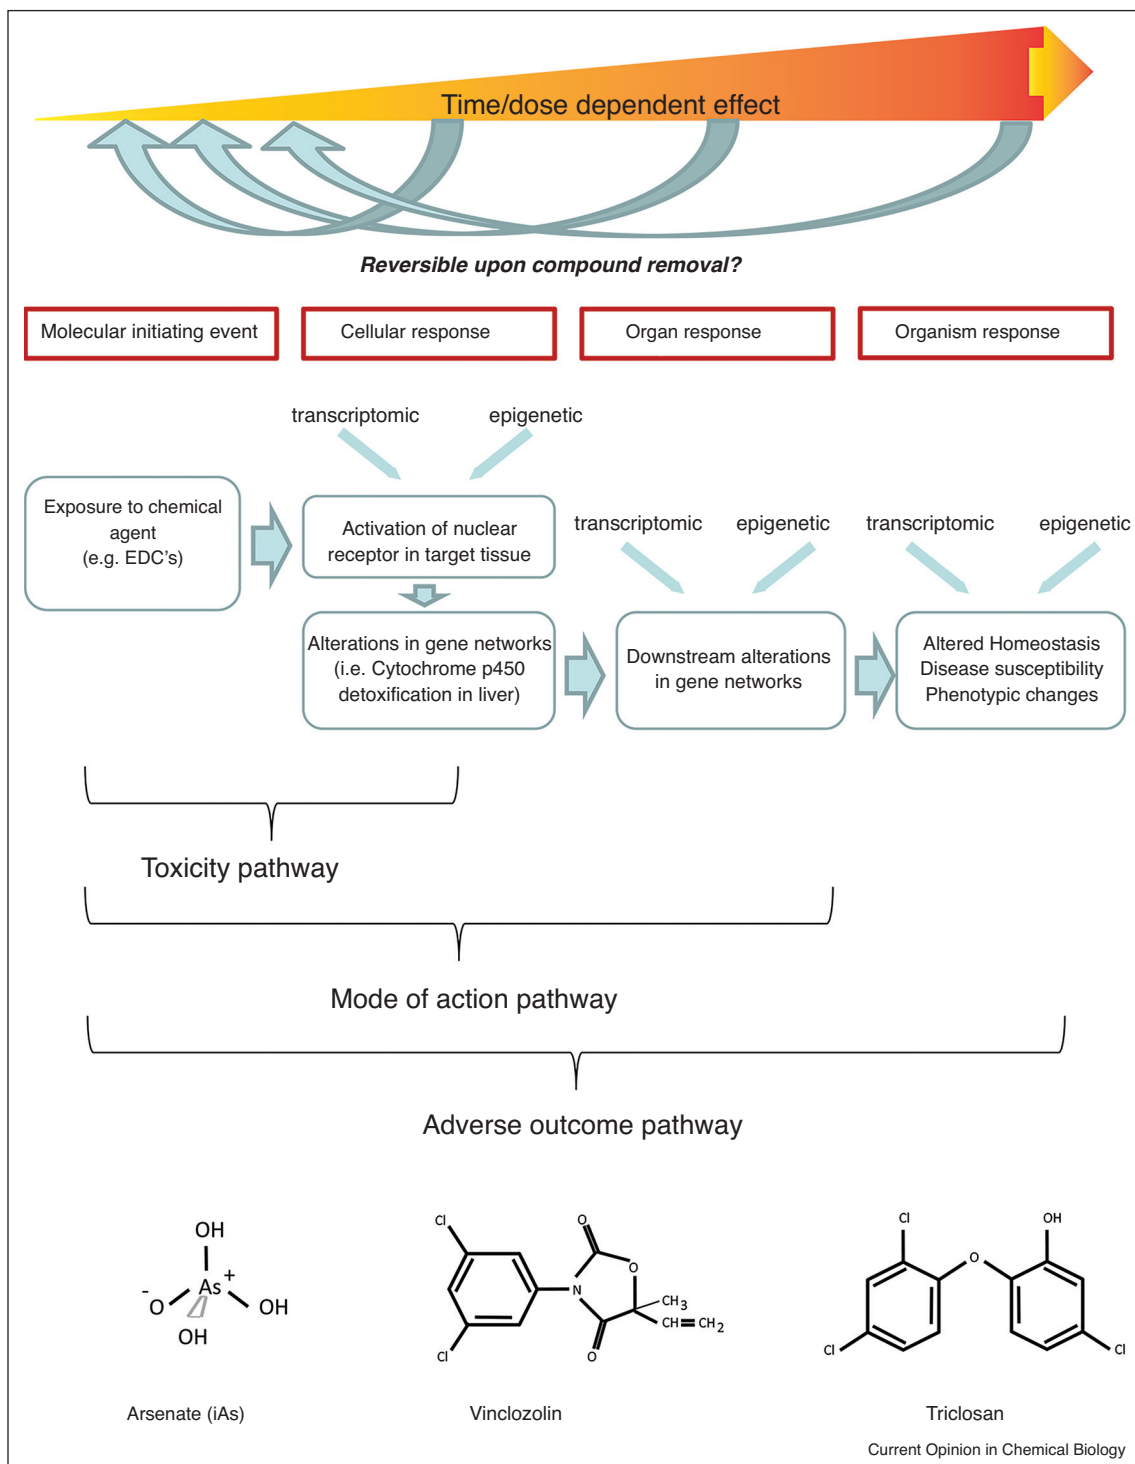 Time/dose dependent effect
Reversible upon compound removal?
Molecular initiating event
Cellular response
Organ response
Organism response
transcriptomic
epigenetic
Exposure to chemical
agent
(e.g. EDC's)
Activation of nuclear
receptor in target tissue
transcriptomic
epigenetic
transcriptomic
epigenetic
Alterations in gene networks
(i.e. Cytochrome p450
detoxification in liver)
Downstream alterations
in gene networks
Altered Homeostasis
Disease susceptibility
Phenotypic changes
Toxicity pathway
Mode of action pathway
Adverse outcome pathway
OH
As
+
-
O
OH
OH
Arsenate (iAs)
Cl
O
O
N
CH3
CH=CH2
O
Cl
Vinclozolin
Cl
OH
O
Cl
Cl
Triclosan
Current Opinion in Chemical Biology